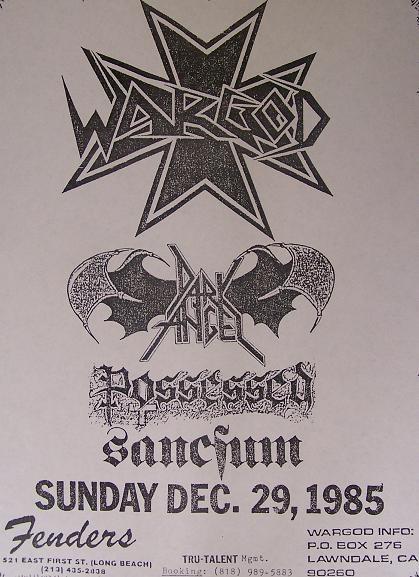 WARGOD
DARK
ANGEL
Possessed
sanctum
SUNDAY DEC. 29, 1985
Fenders
521 EAST FIRST ST. (LONG BEACH)
(213) 435-2838
TRU-TALENT Mgmt.
Booking: (818) 989-5883
WARGOD INFO:
P.O. BOX 276
LAWNDALE, CA
90260